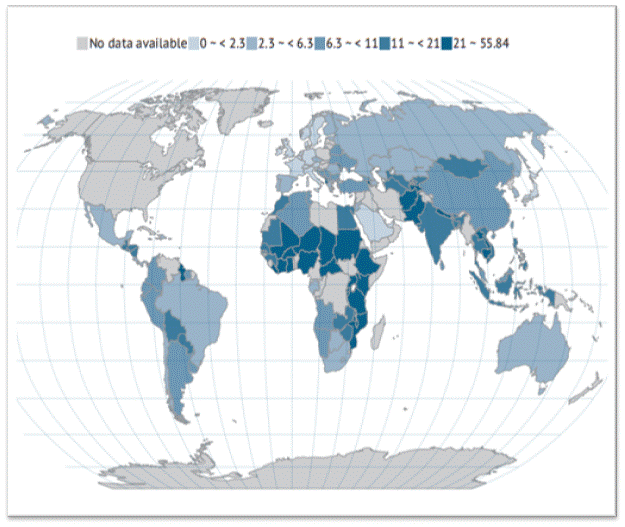 No data available 0 ~ < 2.3 2.3 ~ < 6.3 6.3 ~ < 11 11 ~ < 21 21 ~ 55.84